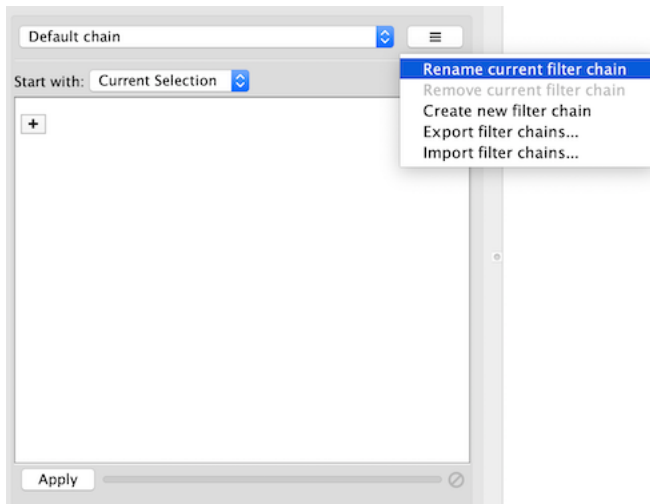 Default chain
Start with: Current Selection
Rename current filter chain
Remove current filter chain
Create new filter chain
Export filter chains...
Import filter chains...
+
Apply